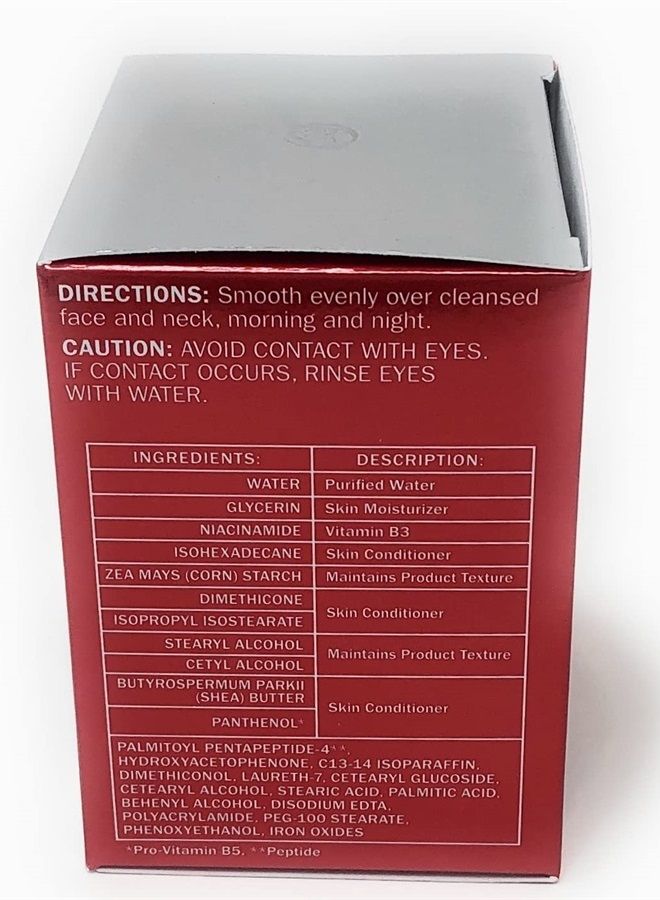 DIRECTIONS: Smooth evenly over cleansed
face and neck, morning and night.
CAUTION: AVOID CONTACT WITH EYES.
IF CONTACT OCCURS, RINSE EYES
WITH WATER.
INGREDIENTS: DESCRIPTION:
WATER Purified Water
GLYCERIN Skin Moisturizer
NIACINAMIDE Vitamin B3
ISOHEXADECANE Skin Conditioner
ZEA MAYS (CORN) STARCH Maintains Product Texture
DIMETHICONE
Skin Conditioner
ISOPROPYL ISOSTEARATE
STEARYL ALCOHOL
Maintains Product Texture
CETYL ALCOHOL
BUTYROSPERMUM PARKII
(SHEA) BUTTER
Skin Conditioner
PANTHENOL*
PALMITOYL PENTAPEPTIDE-4**,
HYDROXYACETOPHENONE, C13-14 ISOPARAFFIN,
DIMETHICONOL, LAURETH-7, CETEARYL GLUCOSIDE,
CETEARYL ALCOHOL, STEARIC ACID, PALMITIC ACID,
BEHENYL ALCOHOL, DISODIUM EDTA,
POLYACRYLAMIDE, PEG-100 STEARATE,
PHENOXYETHANOL, IRON OXIDES
*Pro-Vitamin B5, **Peptide